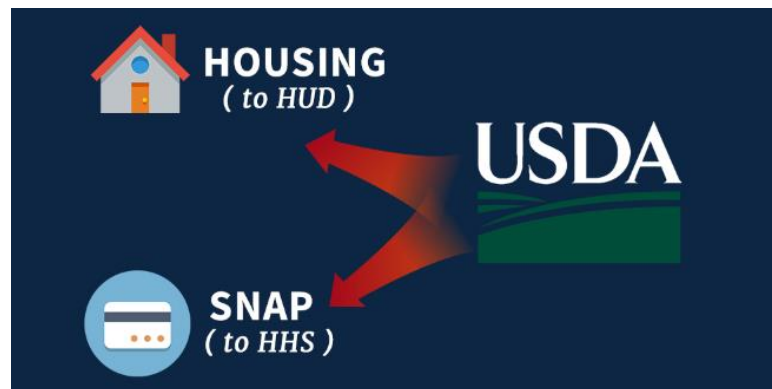 HOUSING
( to HUD )
USDA
SNAP
( to HHS )